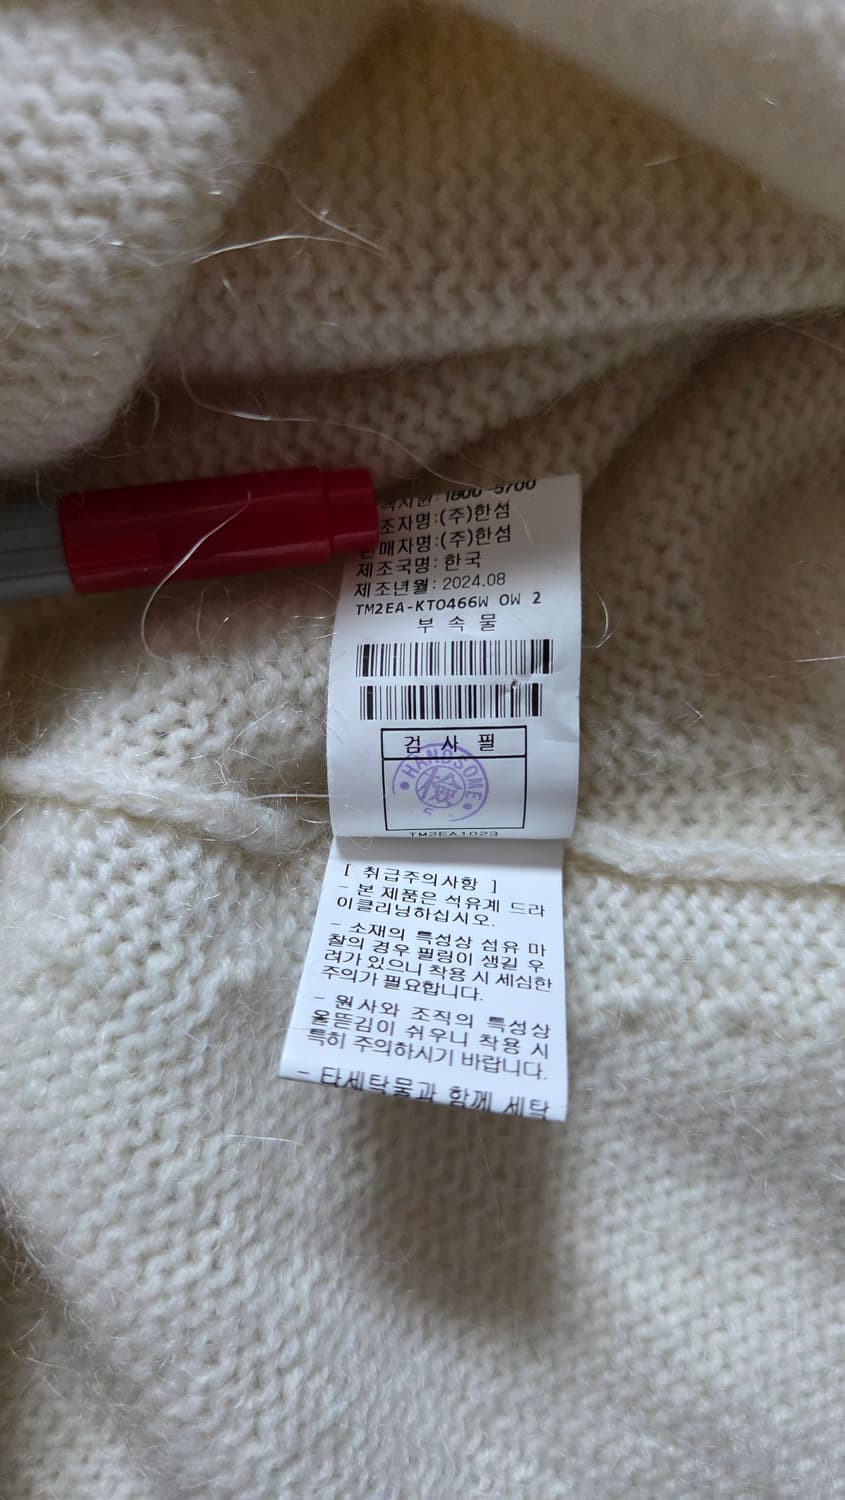 객지원: 1800-5700
조자명:(주)한섬
판매자명:(주)한섬
제조국명: 한국
제조년월: 2024.08
TM2EA-KTO466W OW 2
부 속 물
검 사 필
HANDSOME
檢
5
TM2EA1023
[ 취급주의사항 ]
- 본 제품은 석유계 드라
이클리닝하십시오.
- 소재의 특성상 섬유 마
찰의 경우 필링이 생길 우
려가 있으니 착용 시 세심한
주의가 필요합니다.
- 원사와 조직의 특성상
올뜯김이 쉬우니 착용 시
특히 주의하시기 바랍니다.
- 타세탁물과 함께 세탁